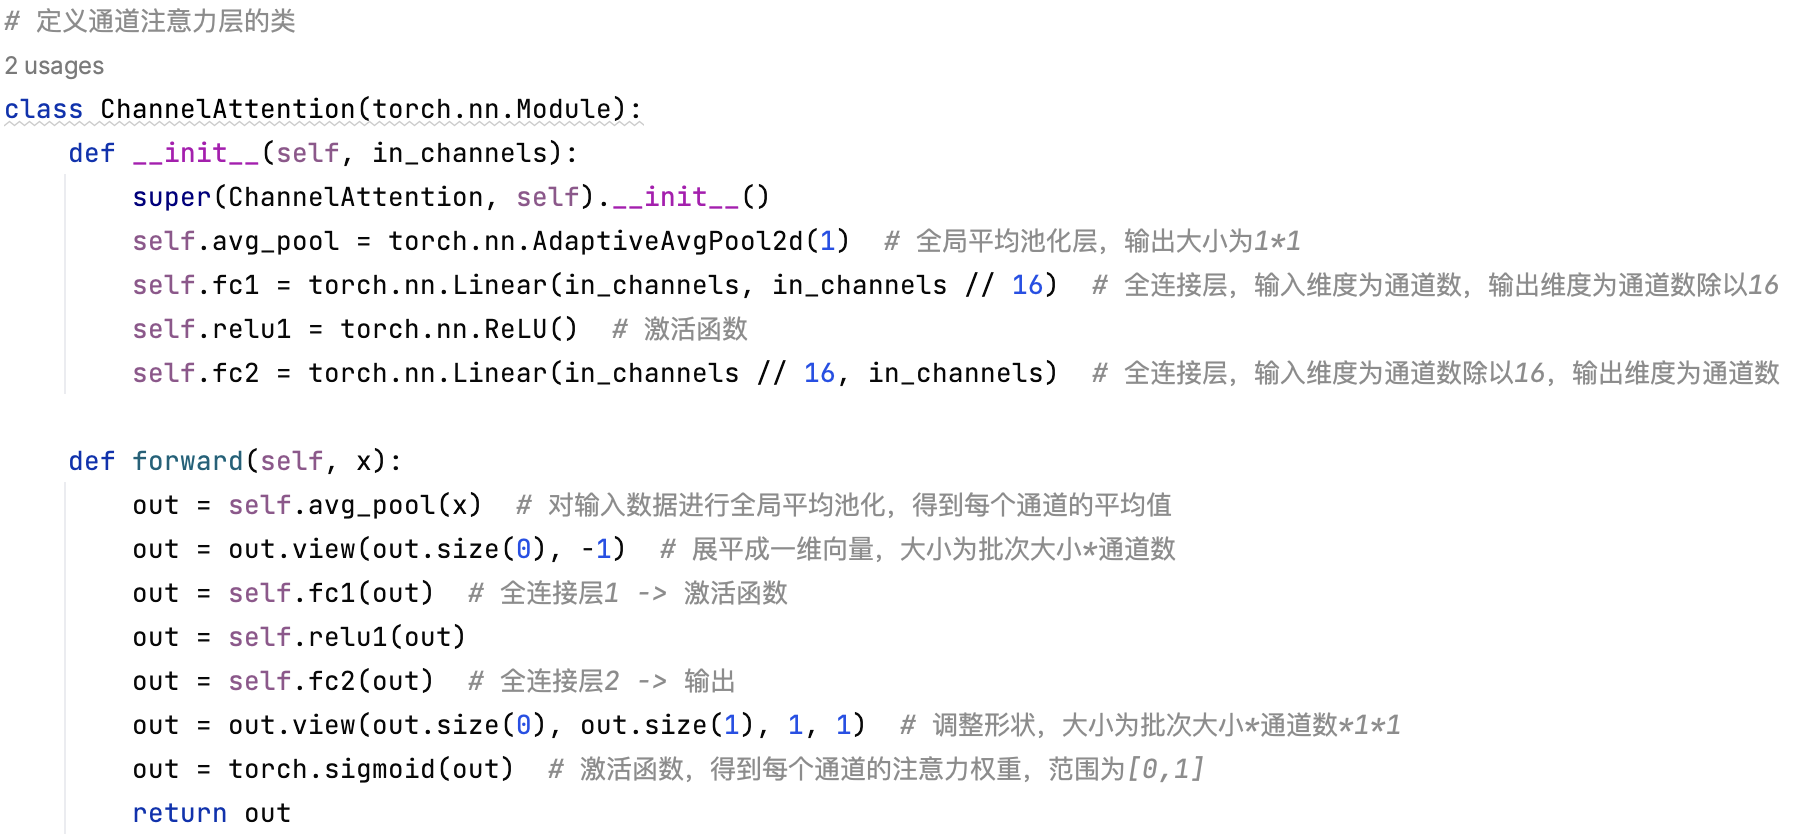 # 定义通道注意力层的类
2 usages
class ChannelAttention(torch.nn.Module):
    def __init__(self, in_channels):
        super(ChannelAttention, self).__init__()
        self.avg_pool = torch.nn.AdaptiveAvgPool2d(1)  # 全局平均池化层，输出大小为1*1
        self.fc1 = torch.nn.Linear(in_channels, in_channels // 16)  # 全连接层，输入维度为通道数，输出维度为通道数除以16
        self.relu1 = torch.nn.ReLU()  # 激活函数
        self.fc2 = torch.nn.Linear(in_channels // 16, in_channels)  # 全连接层，输入维度为通道数除以16，输出维度为通道数
    def forward(self, x):
        out = self.avg_pool(x)  # 对输入数据进行全局平均池化，得到每个通道的平均值
        out = out.view(out.size(0), -1)  # 展平成一维向量，大小为批次大小*通道数
        out = self.fc1(out)  # 全连接层1 -> 激活函数
        out = self.relu1(out)
        out = self.fc2(out)  # 全连接层2 -> 输出
        out = out.view(out.size(0), out.size(1), 1, 1)  # 调整形状，大小为批次大小*通道数*1*1
        out = torch.sigmoid(out)  # 激活函数，得到每个通道的注意力权重，范围为[0,1]
        return out